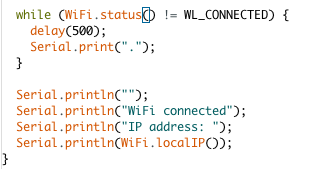 while (WiFi.status() != WL_CONNECTED) {
delay(500);
Serial.print(".");
}
Serial.println("");
Serial.println("WiFi connected");
Serial.println("IP address: ");
Serial.println(WiFi.localIP());
}